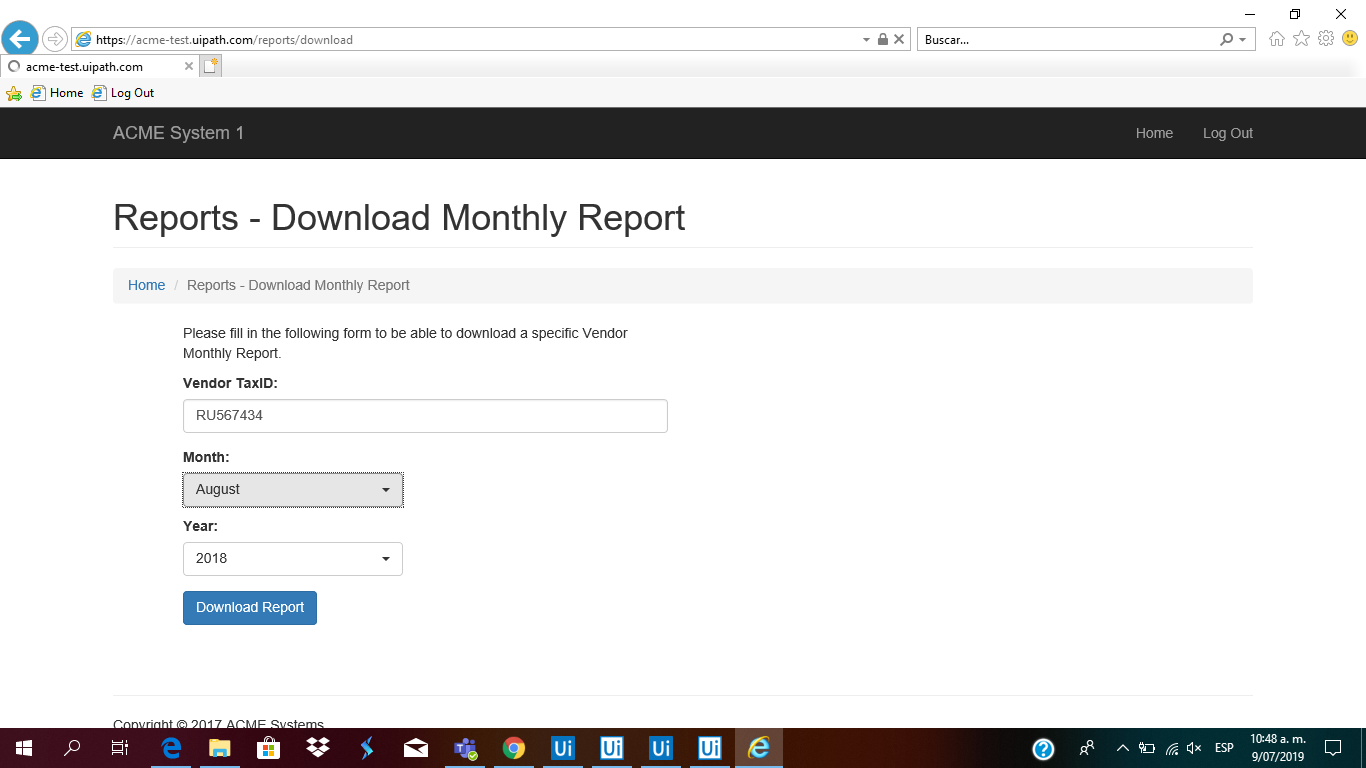 https://acme-test.uipath.com/reports/download
Buscar...
acme-test.uipath.com
Home
Log Out
ACME System 1
Home
Log Out
Reports - Download Monthly Report
Home / Reports - Download Monthly Report
Please fill in the following form to be able to download a specific Vendor
Monthly Report.
Vendor TaxID:
RU567434
Month:
August
Year:
2018
Download Report
Copyright © 2017 ACME Systems
Ui
Ui
Ui
Ui
ESP
10:48 a. m.
9/07/2019